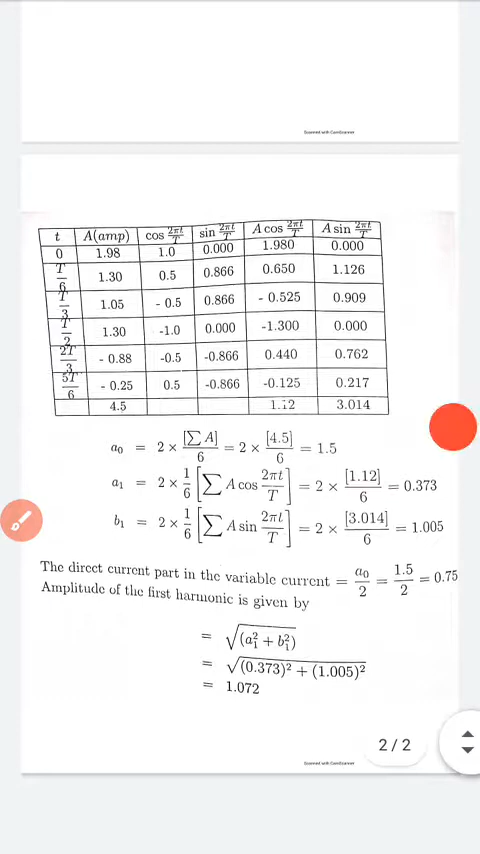 Scanned with CamScanner
t A(amp) cos 2πt/T sin 2πt/T A cos 2πt/T A sin 2πt/T
0 1.98 1.0 0.000 1.980 0.000
T/6 1.30 0.5 0.866 0.650 1.126
T/3 1.05 - 0.5 0.866 - 0.525 0.909
T/2 1.30 -1.0 0.000 -1.300 0.000
2T/3 - 0.88 -0.5 -0.866 0.440 0.762
5T/6 - 0.25 0.5 -0.866 -0.125 0.217
4.5 1.12 3.014
a₀ = 2 × [∑ A]/6 = 2 × [4.5]/6 = 1.5
a₁ = 2 × 1/6 [∑ A cos 2πt/T] = 2 × [1.12]/6 = 0.373
b₁ = 2 × 1/6 [∑ A sin 2πt/T] = 2 × [3.014]/6 = 1.005
The direct current part in the variable current = a₀/2 = 1.5/2 = 0.75
Amplitude of the first harmonic is given by
= √(a₁² + b₁²)
= √(0.373)² + (1.005)²
= 1.072
2 / 2
Scanned with CamScanner